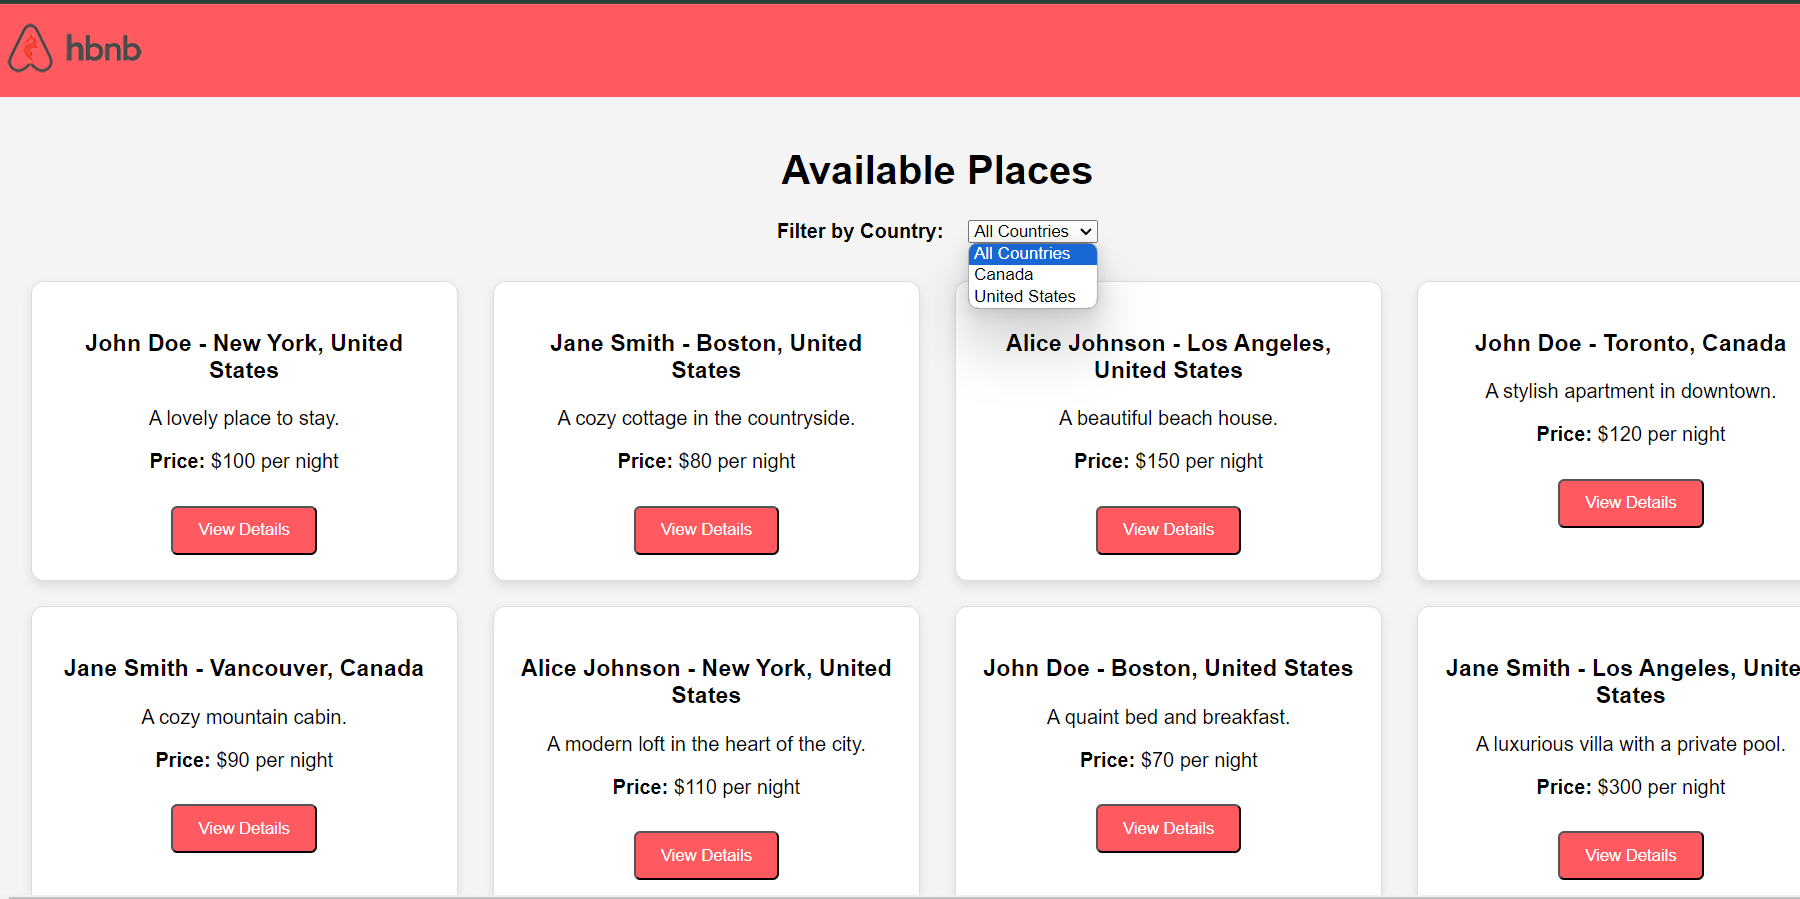 hbnb
Available Places
Filter by Country:
All Countries
All Countries
Canada
United States
John Doe - New York, United
States
A lovely place to stay.
Price: $100 per night
View Details
Jane Smith - Boston, United
States
A cozy cottage in the countryside.
Price: $80 per night
View Details
Alice Johnson - Los Angeles,
United States
A beautiful beach house.
Price: $150 per night
View Details
John Doe - Toronto, Canada
A stylish apartment in downtown.
Price: $120 per night
View Details
Jane Smith - Vancouver, Canada
A cozy mountain cabin.
Price: $90 per night
View Details
Alice Johnson - New York, United
States
A modern loft in the heart of the city.
Price: $110 per night
View Details
John Doe - Boston, United States
A quaint bed and breakfast.
Price: $70 per night
View Details
Jane Smith - Los Angeles, Unite
States
A luxurious villa with a private pool.
Price: $300 per night
View Details